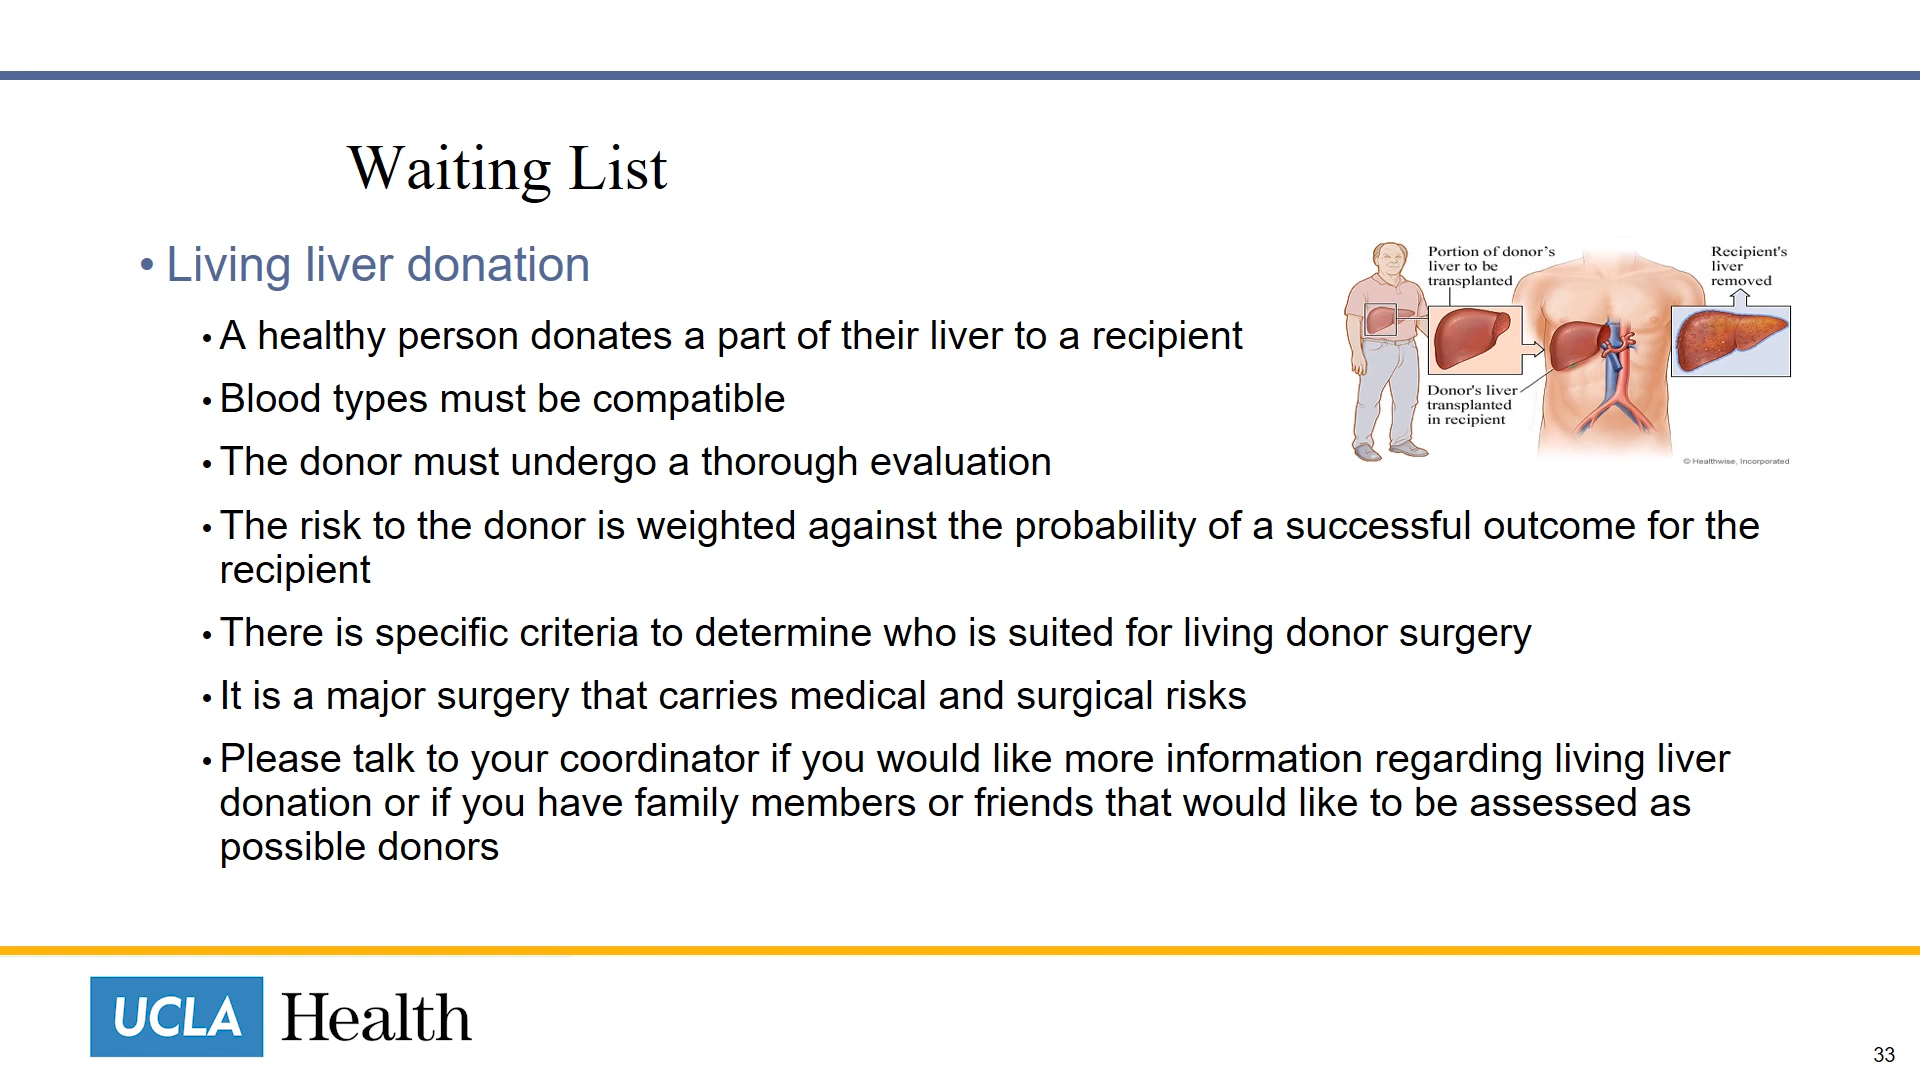 Waiting List
• Living liver donation
• A healthy person donates a part of their liver to a recipient
• Blood types must be compatible
• The donor must undergo a thorough evaluation
• The risk to the donor is weighted against the probability of a successful outcome for the
recipient
• There is specific criteria to determine who is suited for living donor surgery
• It is a major surgery that carries medical and surgical risks
• Please talk to your coordinator if you would like more information regarding living liver
donation or if you have family members or friends that would like to be assessed as
possible donors
Portion of donor's
liver to be
transplanted
Recipient's
liver
removed
Donor's liver
transplanted
in recipient
© Healthwise, Incorporated
UCLA Health
33